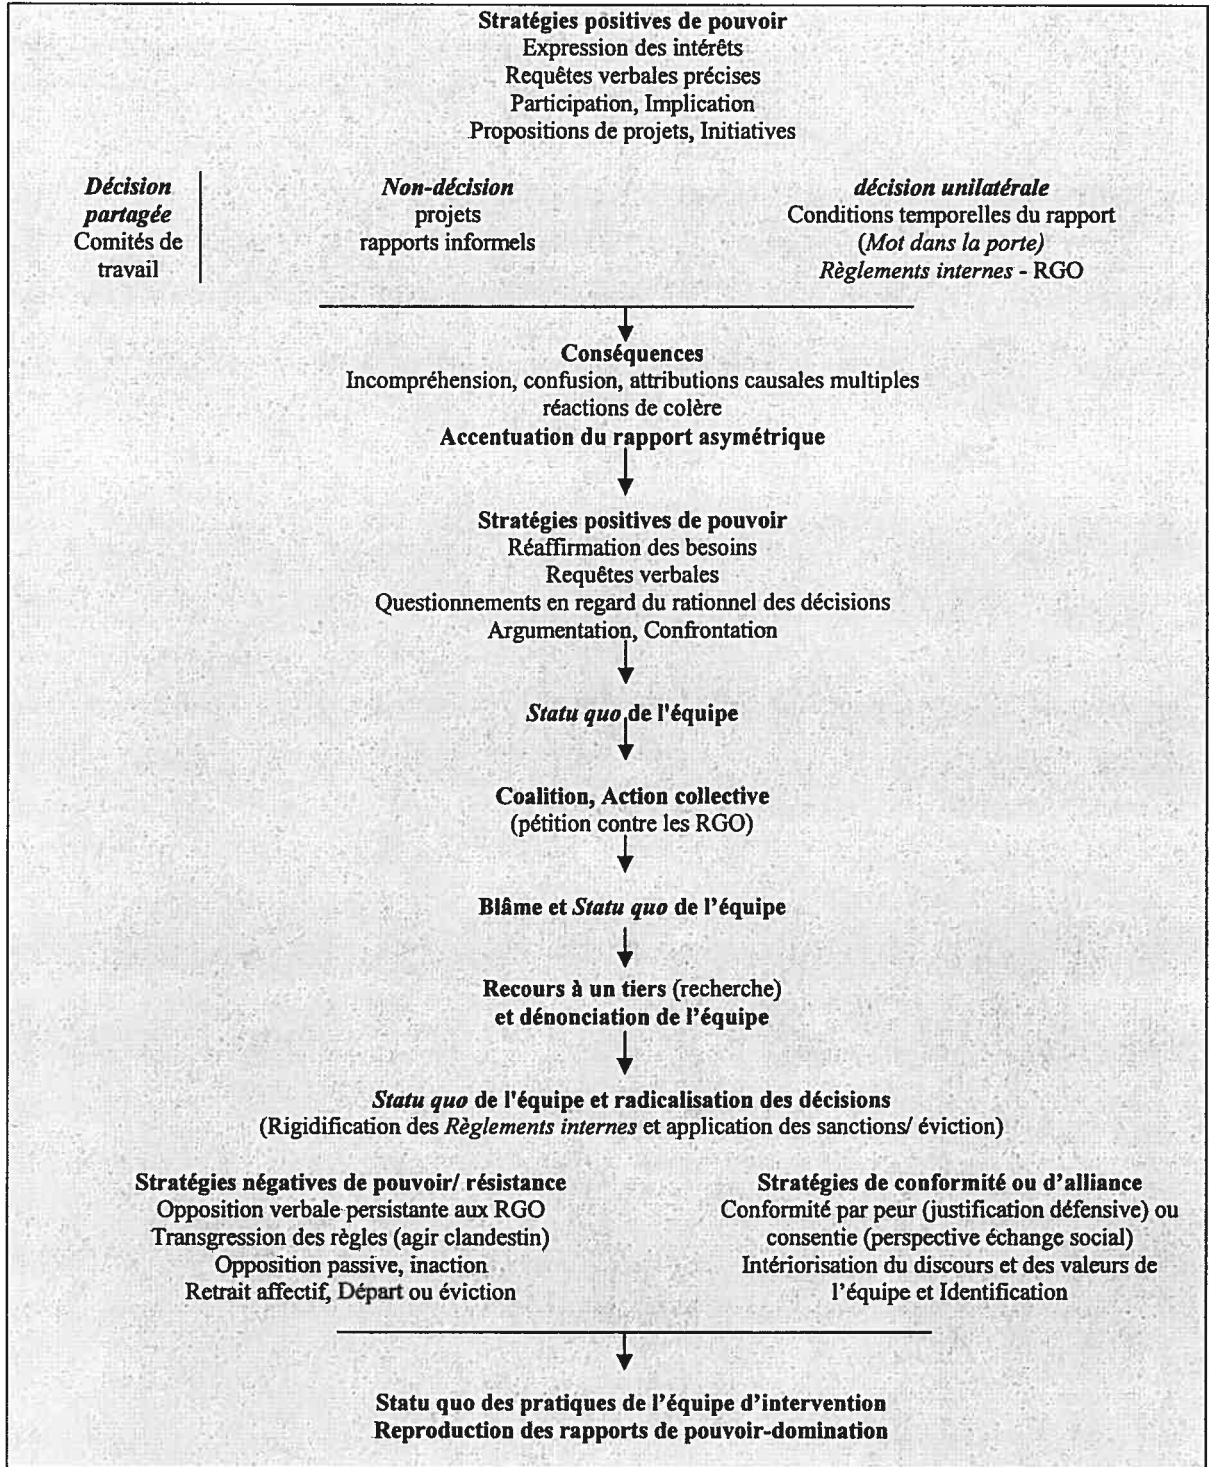 Stratégies positives de pouvoir
Expression des intérêts
Requêtes verbales précises
Participation, Implication
Propositions de projets, Initiatives
Décision
partagée
Comités de
travail
Non-décision
projets
rapports informels
décision unilatérale
Conditions temporelles du rapport
(Mot dans la porte)
Règlements internes - RGO
Conséquences
Incompréhension, confusion, attributions causales multiples
réactions de colère
Accentuation du rapport asymétrique
Stratégies positives de pouvoir
Réaffirmation des besoins
Requêtes verbales
Questionnements en regard du rationnel des décisions
Argumentation, Confrontation
Statu quo de l'équipe
Coalition, Action collective
(pétition contre les RGO)
Blâme et Statu quo de l'équipe
Recours à un tiers (recherche)
et dénonciation de l'équipe
Statu quo de l'équipe et radicalisation des décisions
(Rigidification des Règlements internes et application des sanctions/ éviction)
Stratégies négatives de pouvoir/ résistance
Opposition verbale persistante aux RGO
Transgression des règles (agir clandestin)
Opposition passive, inaction
Retrait affectif, Départ ou éviction
Stratégies de conformité ou d'alliance
Conformité par peur (justification défensive) ou
consentie (perspective échange social)
Intériorisation du discours et des valeurs de
l'équipe et Identification
Statu quo des pratiques de l'équipe d'intervention
Reproduction des rapports de pouvoir-domination